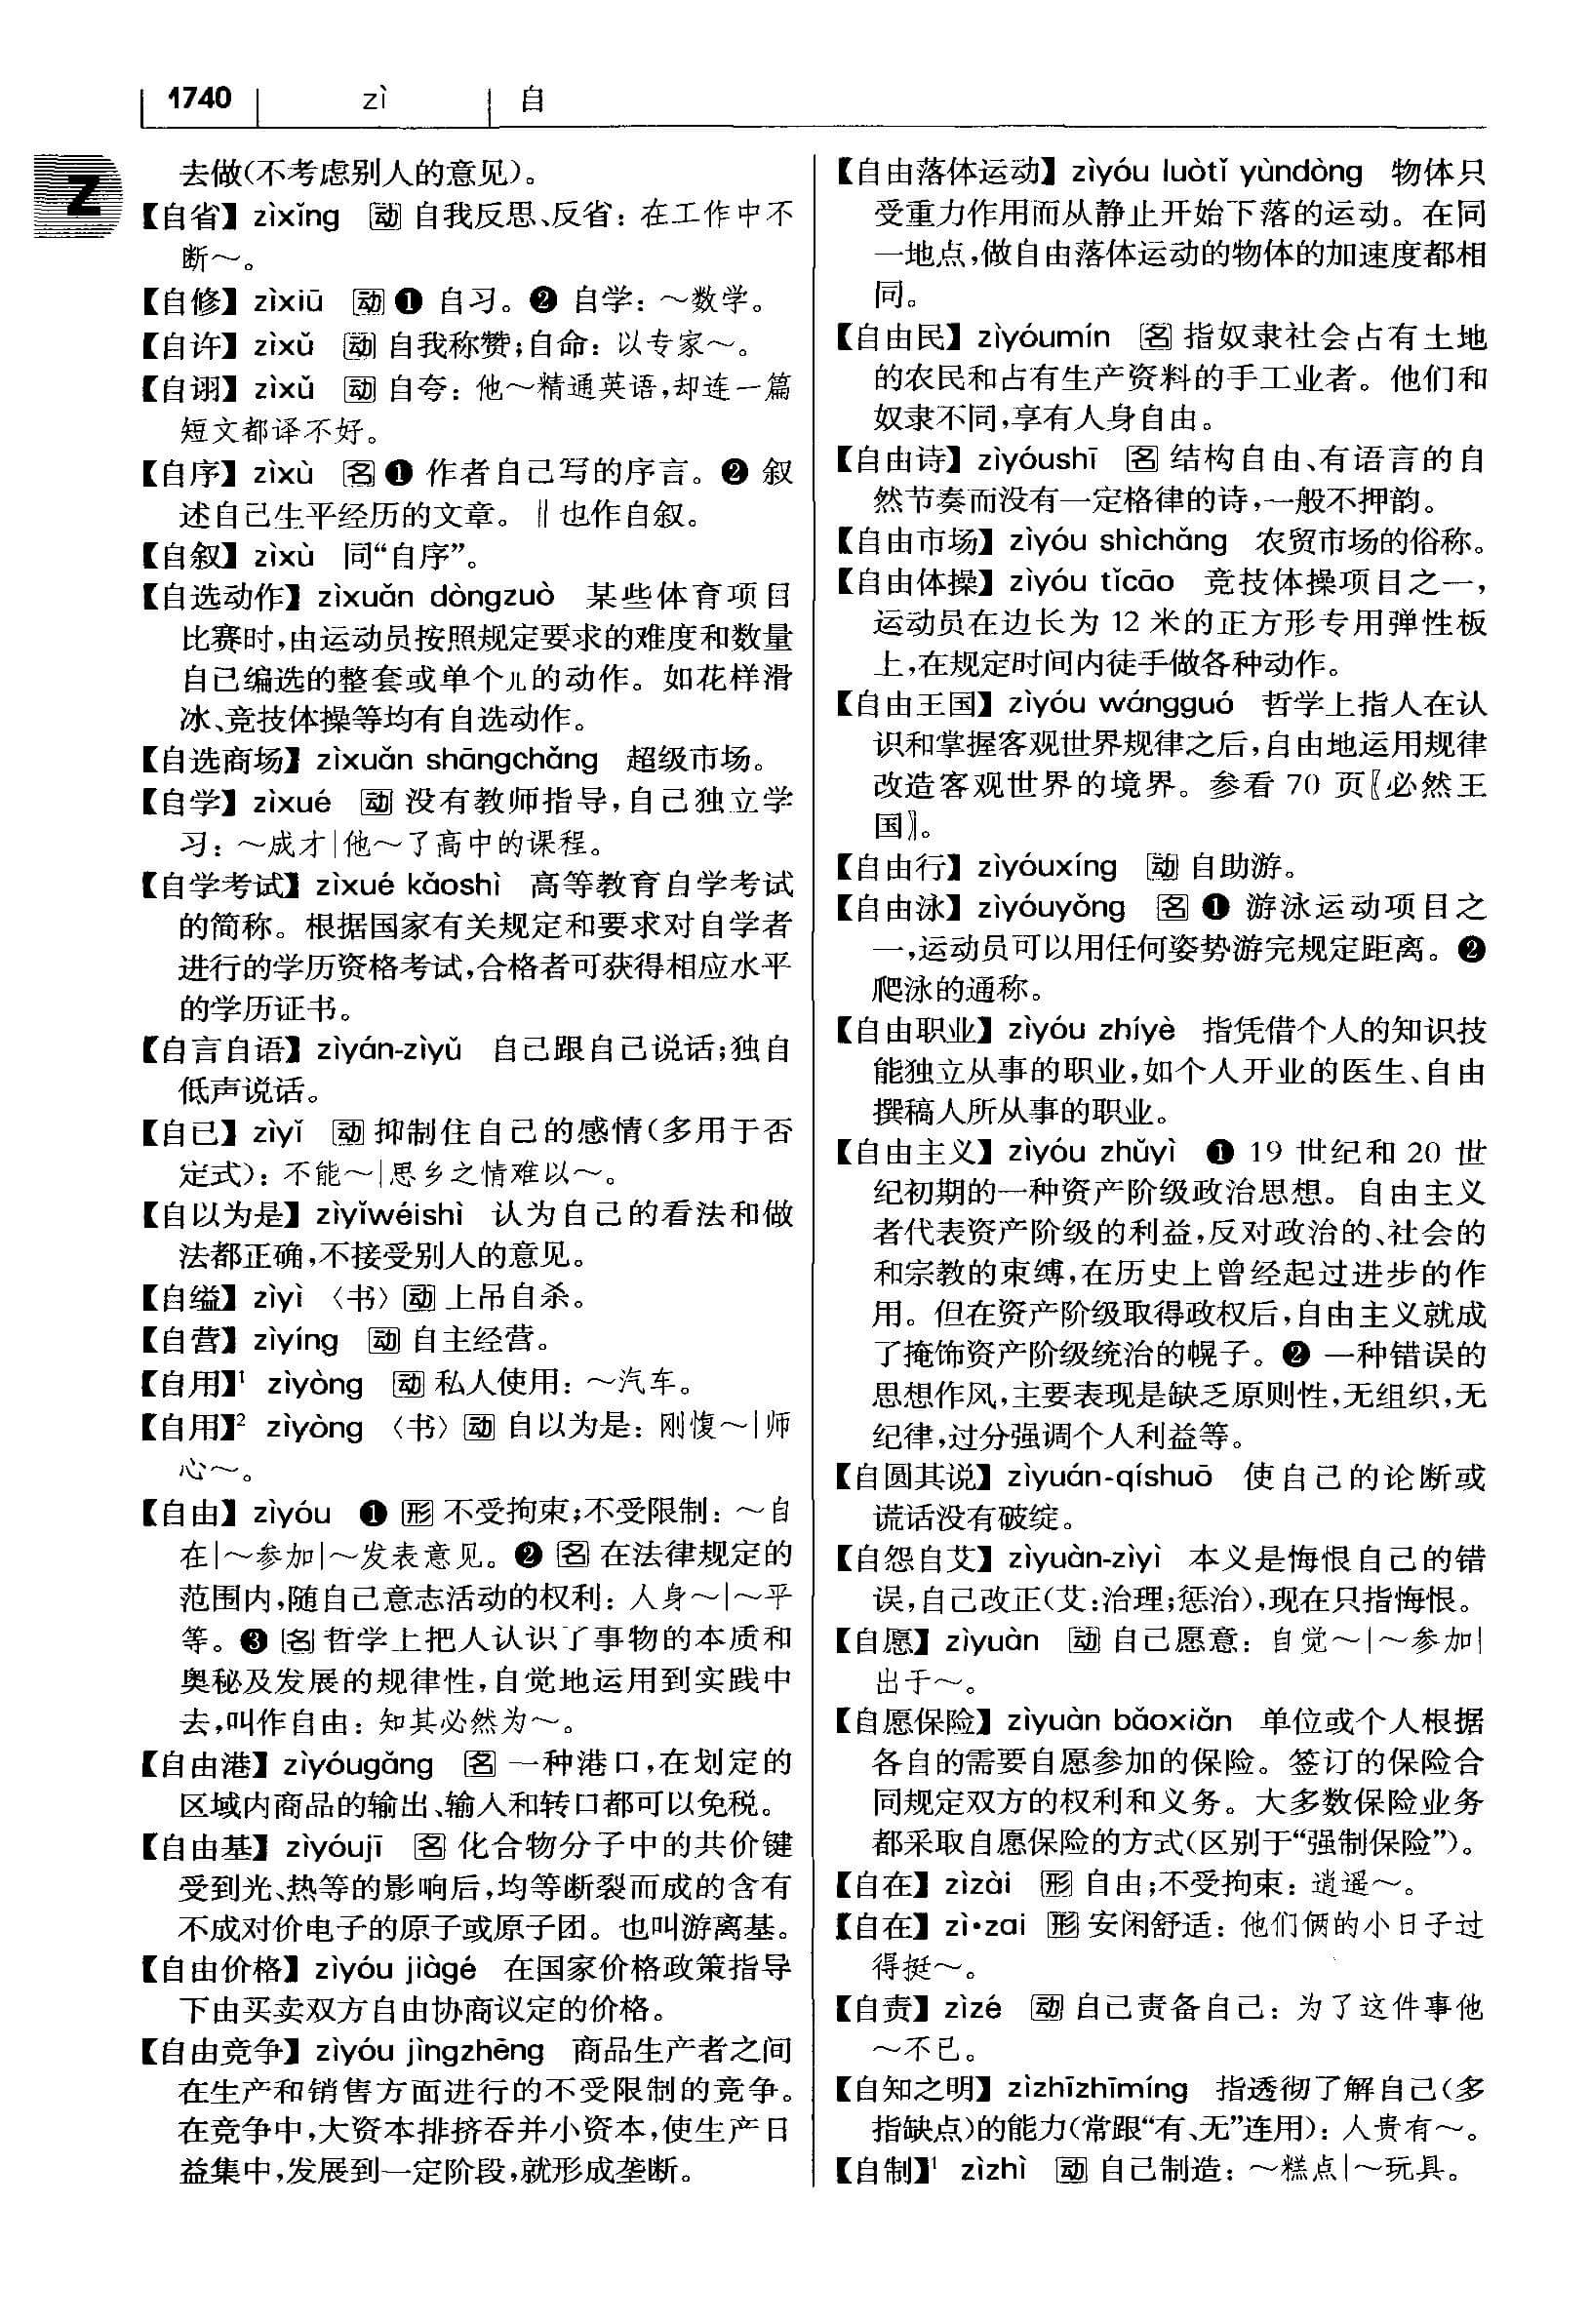 1740 zì 自
Z
去做(不考虑别人的意见)。
【自省】 zìxǐng 动 自我反思、反省：在工作中不
断～。
【自修】 zìxiū 动 ❶ 自习。❷ 自学：～数学。
【自许】 zìxǔ 动 自我称赞；自命：以专家～。
【自诩】 zìxǔ 动 自夸：他～精通英语，却连一篇
短文都译不好。
【自序】 zìxù 名 ❶ 作者自己写的序言。❷ 叙
述自己生平经历的文章。‖也作自叙。
【自叙】 zìxù 同“自序”。
【自选动作】 zìxuǎn dòngzuò 某些体育项目
比赛时，由运动员按照规定要求的难度和数量
自己编选的整套或单个儿的动作。如花样滑
冰、竞技体操等均有自选动作。
【自选商场】 zìxuǎn shāngchǎng 超级市场。
【自学】 zìxué 动 没有教师指导，自己独立学
习：～成才|他～了高中的课程。
【自学考试】 zìxué kǎoshì 高等教育自学考试
的简称。根据国家有关规定和要求对自学者
进行的学历资格考试，合格者可获得相应水平
的学历证书。
【自言自语】 zìyán-zìyǔ 自己跟自己说话；独自
低声说话。
【自已】 zìyǐ 动 抑制住自己的感情(多用于否
定式)：不能～|思乡之情难以～。
【自以为是】 zìyǐwéishì 认为自己的看法和做
法都正确，不接受别人的意见。
【自缢】 zìyì 〈书〉 动 上吊自杀。
【自营】 zìyíng 动 自主经营。
【自用】¹ zìyòng 动 私人使用：～汽车。
【自用】² zìyòng 〈书〉 动 自以为是：刚愎～|师
心～。
【自由】 zìyóu ❶ 形 不受拘束；不受限制：～自
在|～参加|～发表意见。❷ 名 在法律规定的
范围内，随自己意志活动的权利：人身～|～平
等。❸ 名 哲学上把人认识了事物的本质和
奥秘及发展的规律性，自觉地运用到实践中
去，叫作自由：知其必然为～。
【自由港】 zìyóugǎng 名 一种港口，在划定的
区域内商品的输出、输入和转口都可以免税。
【自由基】 zìyóujī 名 化合物分子中的共价键
受到光、热等的影响后，均等断裂而成的含有
不成对价电子的原子或原子团。也叫游离基。
【自由价格】 zìyóu jiàgé 在国家价格政策指导
下由买卖双方自由协商议定的价格。
【自由竞争】 zìyóu jìngzhēng 商品生产者之间
在生产和销售方面进行的不受限制的竞争。
在竞争中，大资本排挤吞并小资本，使生产日
益集中，发展到一定阶段，就形成垄断。
【自由落体运动】 zìyóu luòtǐ yùndòng 物体只
受重力作用而从静止开始下落的运动。在同
一地点，做自由落体运动的物体的加速度都相
同。
【自由民】 zìyóumín 名 指奴隶社会占有土地
的农民和占有生产资料的手工业者。他们和
奴隶不同，享有人身自由。
【自由诗】 zìyóushī 名 结构自由、有语言的自
然节奏而没有一定格律的诗，一般不押韵。
【自由市场】 zìyóu shìchǎng 农贸市场的俗称。
【自由体操】 zìyóu tǐcāo 竞技体操项目之一，
运动员在边长为 12 米的正方形专用弹性板
上，在规定时间内徒手做各种动作。
【自由王国】 zìyóu wángguó 哲学上指人在认
识和掌握客观世界规律之后，自由地运用规律
改造客观世界的境界。参看 70 页〖必然王
国〗。
【自由行】 zìyóuxíng 动 自助游。
【自由泳】 zìyóuyǒng 名 ❶ 游泳运动项目之
一，运动员可以用任何姿势游完规定距离。❷
爬泳的通称。
【自由职业】 zìyóu zhíyè 指凭借个人的知识技
能独立从事的职业，如个人开业的医生、自由
撰稿人所从事的职业。
【自由主义】 zìyóu zhǔyì ❶ 19 世纪和 20 世
纪初期的一种资产阶级政治思想。自由主义
者代表资产阶级的利益，反对政治的、社会的
和宗教的束缚，在历史上曾经起过进步的作
用。但在资产阶级取得政权后，自由主义就成
了掩饰资产阶级统治的幌子。❷ 一种错误的
思想作风，主要表现是缺乏原则性，无组织，无
纪律，过分强调个人利益等。
【自圆其说】 zìyuán-qíshuō 使自己的论断或
谎话没有破绽。
【自怨自艾】 zìyuàn-zìyì 本义是悔恨自己的错
误，自己改正(艾：治理；惩治)，现在只指悔恨。
【自愿】 zìyuàn 动 自己愿意：自觉～|～参加|
出于～。
【自愿保险】 zìyuàn bǎoxiǎn 单位或个人根据
各自的需要自愿参加的保险。签订的保险合
同规定双方的权利和义务。大多数保险业务
都采取自愿保险的方式(区别于“强制保险”)。
【自在】 zìzài 形 自由；不受拘束：逍遥～。
【自在】 zì·zai 形 安闲舒适：他们俩的小日子过
得挺～。
【自责】 zìzé 动 自己责备自己：为了这件事他
～不已。
【自知之明】 zìzhīzhīmíng 指透彻了解自己(多
指缺点)的能力(常跟“有、无”连用)：人贵有～。
【自制】¹ zìzhì 动 自己制造：～糕点|～玩具。